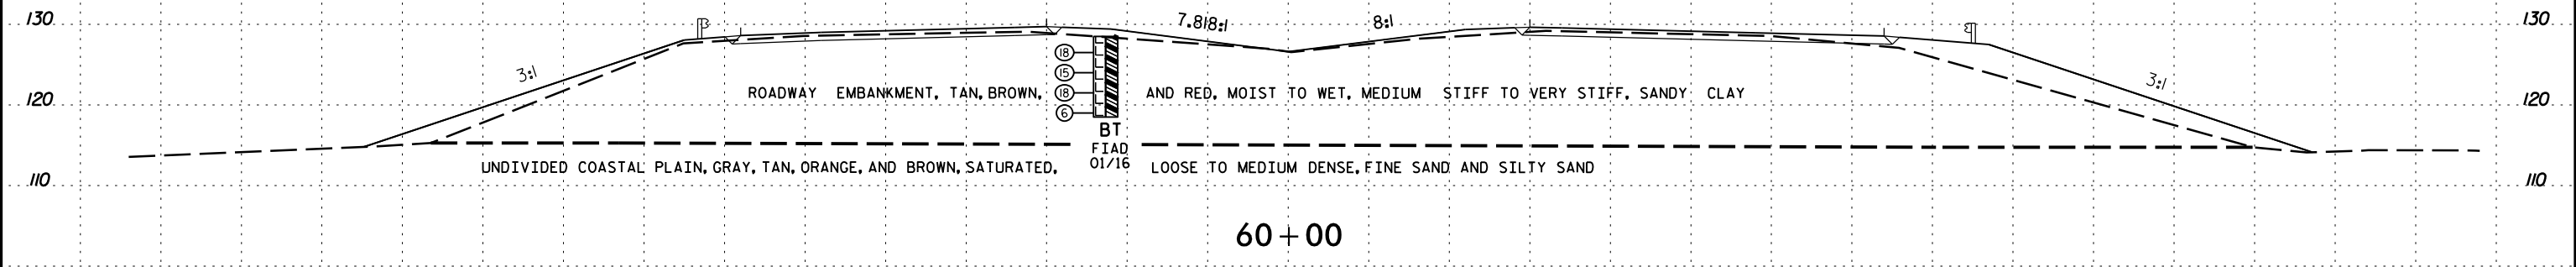 130 7.818:1 8:1 130
3:1 18 3:1
15
ROADWAY EMBANKMENT, TAN, BROWN, 18 AND RED, MOIST TO WET, MEDIUM STIFF TO VERY STIFF, SANDY CLAY
120 120
6
BT
FIAD
01/16
UNDIVIDED COASTAL PLAIN, GRAY, TAN, ORANGE, AND BROWN, SATURATED, LOOSE TO MEDIUM DENSE, FINE SAND AND SILTY SAND
110 110
60+00